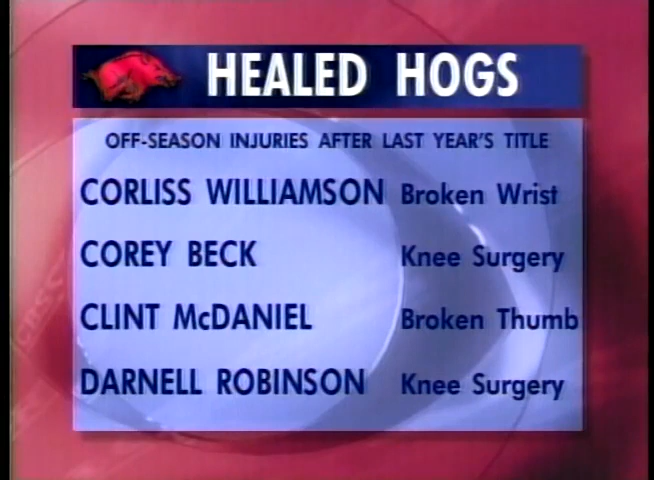 HEALED HOGS
OFF-SEASON INJURIES AFTER LAST YEAR'S TITLE
CORLISS WILLIAMSON Broken Wrist
COREY BECK Knee Surgery
CLINT McDANIEL Broken Thumb
DARNELL ROBINSON Knee Surgery